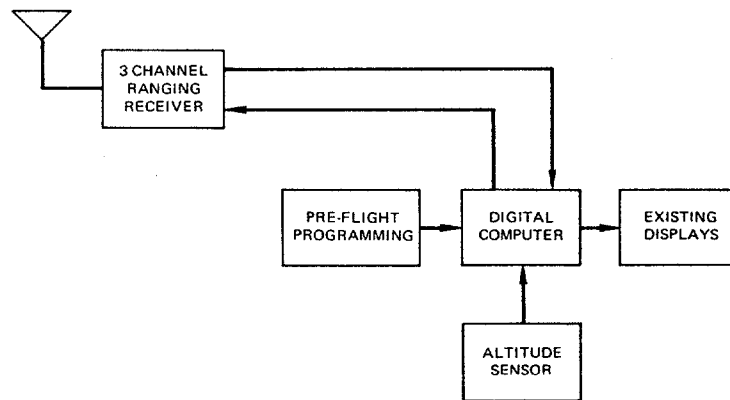 3 CHANNEL
RANGING
RECEIVER
PRE-FLIGHT
PROGRAMMING
DIGITAL
COMPUTER
EXISTING
DISPLAYS
ALTITUDE
SENSOR